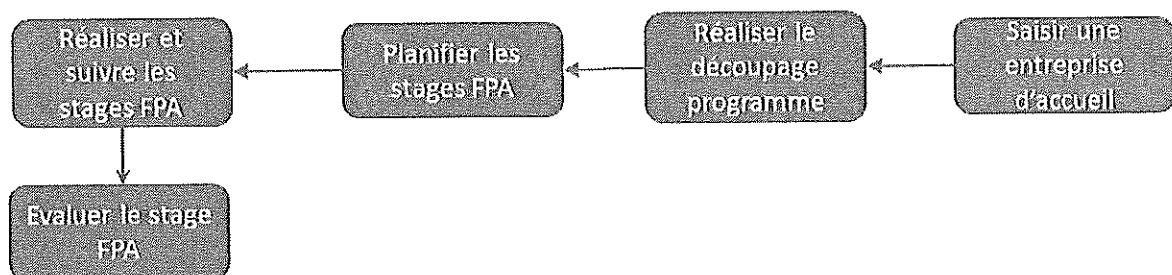 Réaliser et
suivre les
stages FPA
Planifier les
stages FPA
Réaliser le
découpage
programme
Saisir une
entreprise
d'accueil
Evaluer le stage
FPA